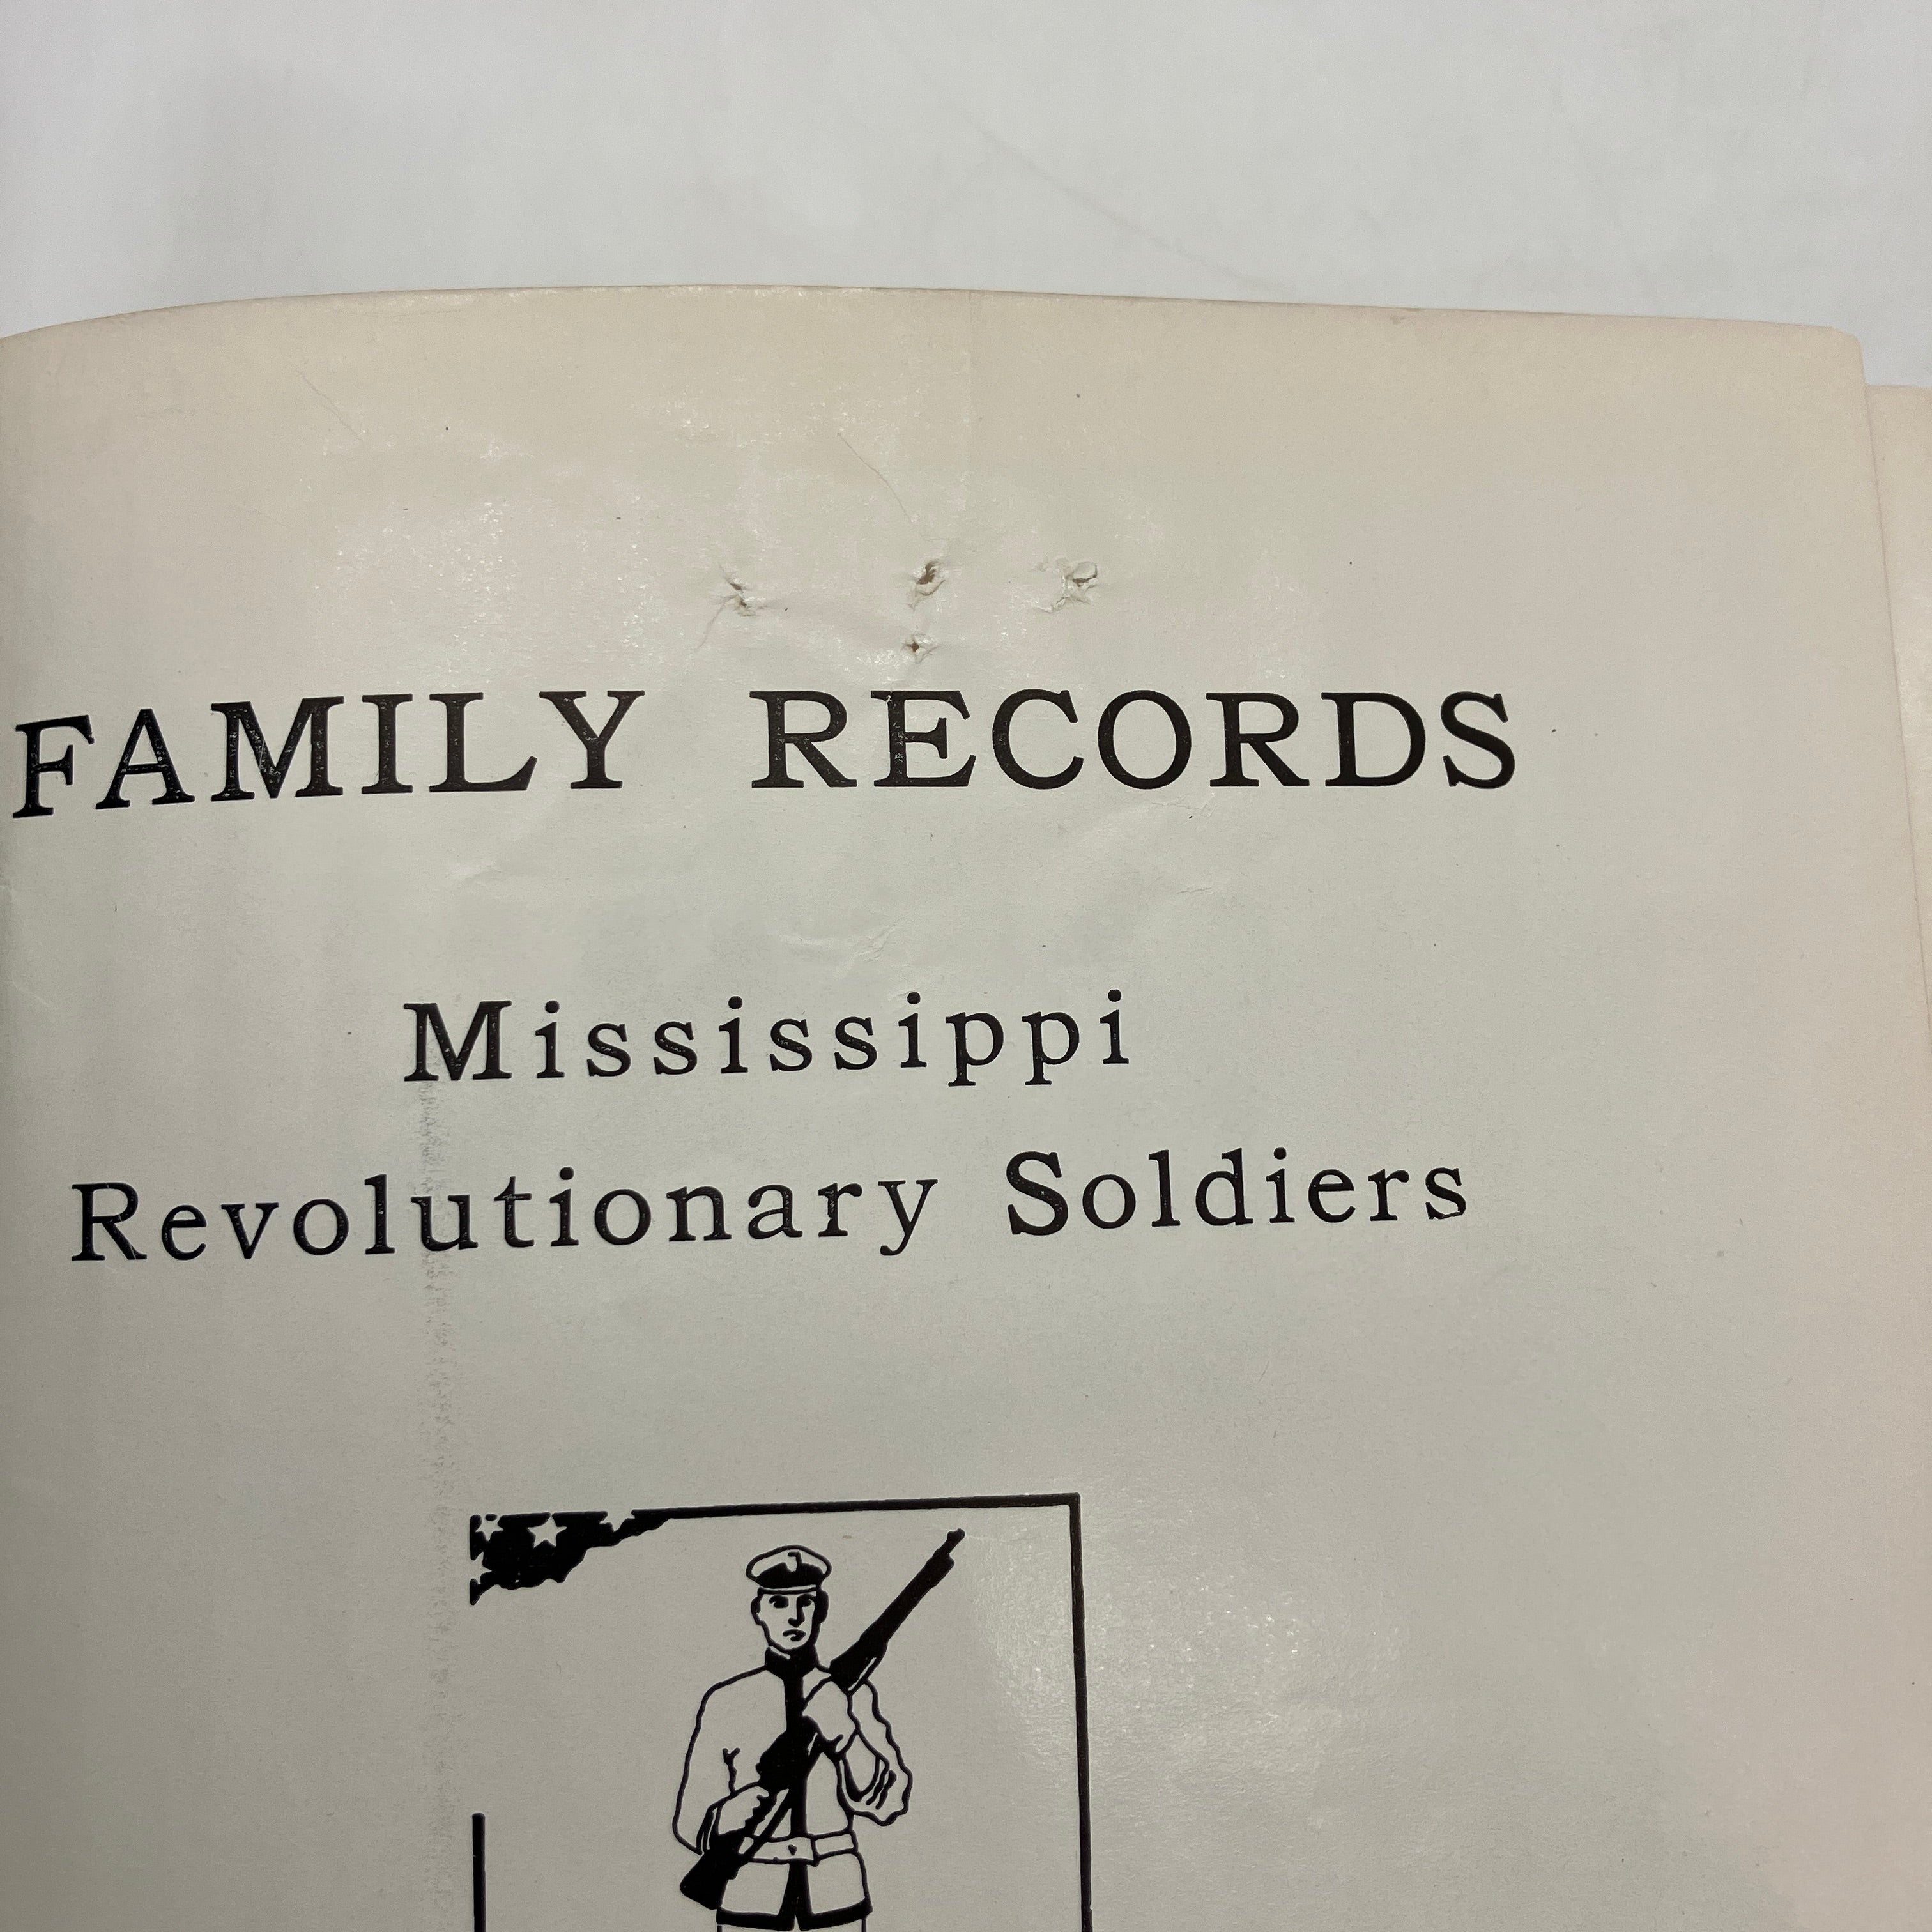 FAMILY RECORDS
Mississippi
Revolutionary Soldiers